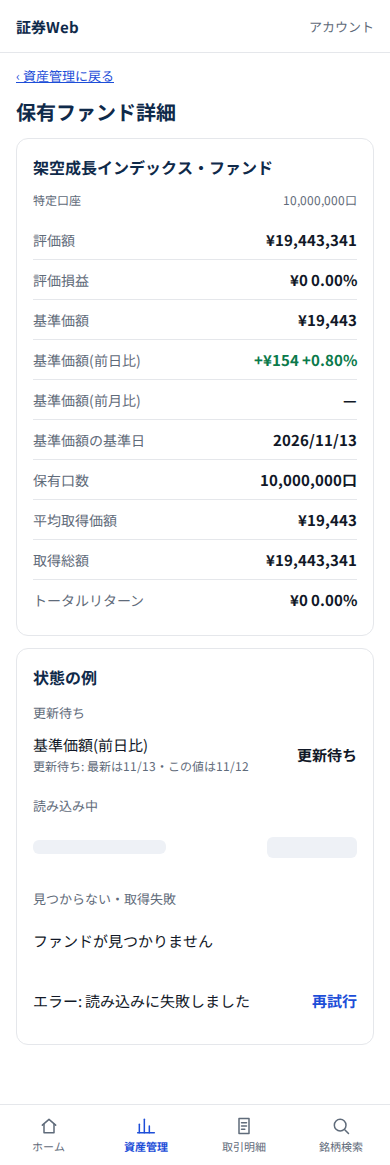 証券Web アカウント
‹ 資産管理に戻る
保有ファンド詳細
架空成長インデックス・ファンド
特定口座 10,000,000口
評価額 ¥19,443,341
評価損益 ¥0 0.00%
基準価額 ¥19,443
基準価額(前日比) +¥154 +0.80%
基準価額(前月比) —
基準価額の基準日 2026/11/13
保有口数 10,000,000口
平均取得価額 ¥19,443
取得総額 ¥19,443,341
トータルリターン ¥0 0.00%
状態の例
更新待ち
基準価額(前日比) 更新待ち
更新待ち: 最新は11/13・この値は11/12
読み込み中
見つからない・取得失敗
ファンドが見つかりません
エラー: 読み込みに失敗しました 再試行
ホーム 資産管理 取引明細 銘柄検索